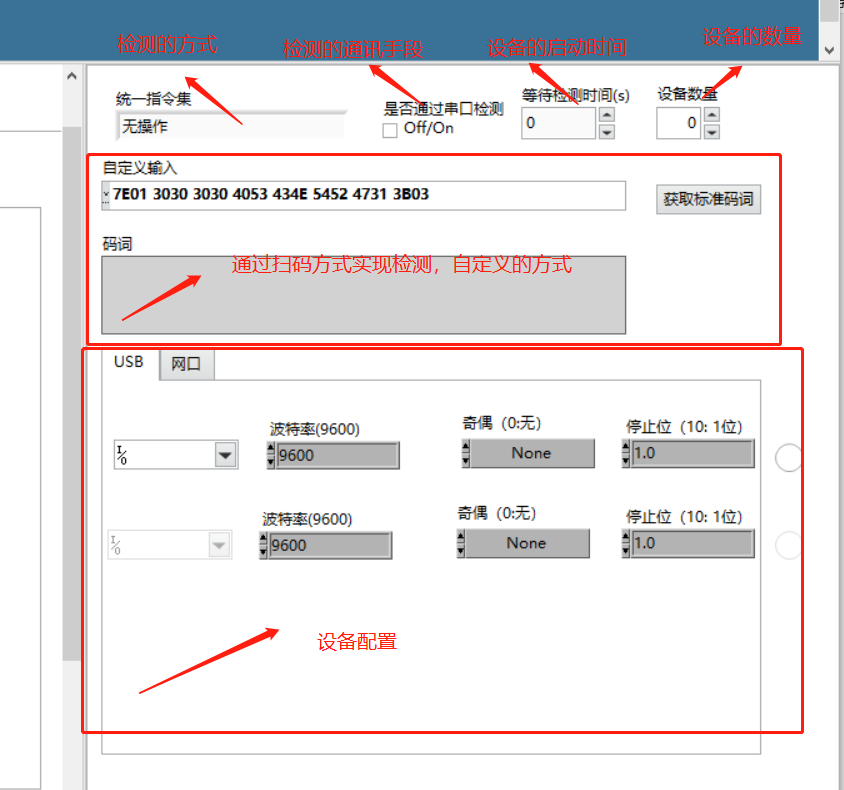 检测的方式
检测的通讯手段
设备的启动时间
设备的数量
统一指令集
是否通过串口检测
等待检测时间(s)
设备数量
无操作
Off/On
0
0
自定义输入
7E01 3030 3030 4053 434E 5452 4731 3B03
获取标准码词
码词
通过扫码方式实现检测，自定义的方式
USB
网口
波特率(9600)
奇偶（0:无）
停止位（10: 1位）
I/0
9600
None
1.0
波特率(9600)
奇偶（0:无）
停止位（10: 1位）
I/0
9600
None
1.0
设备配置